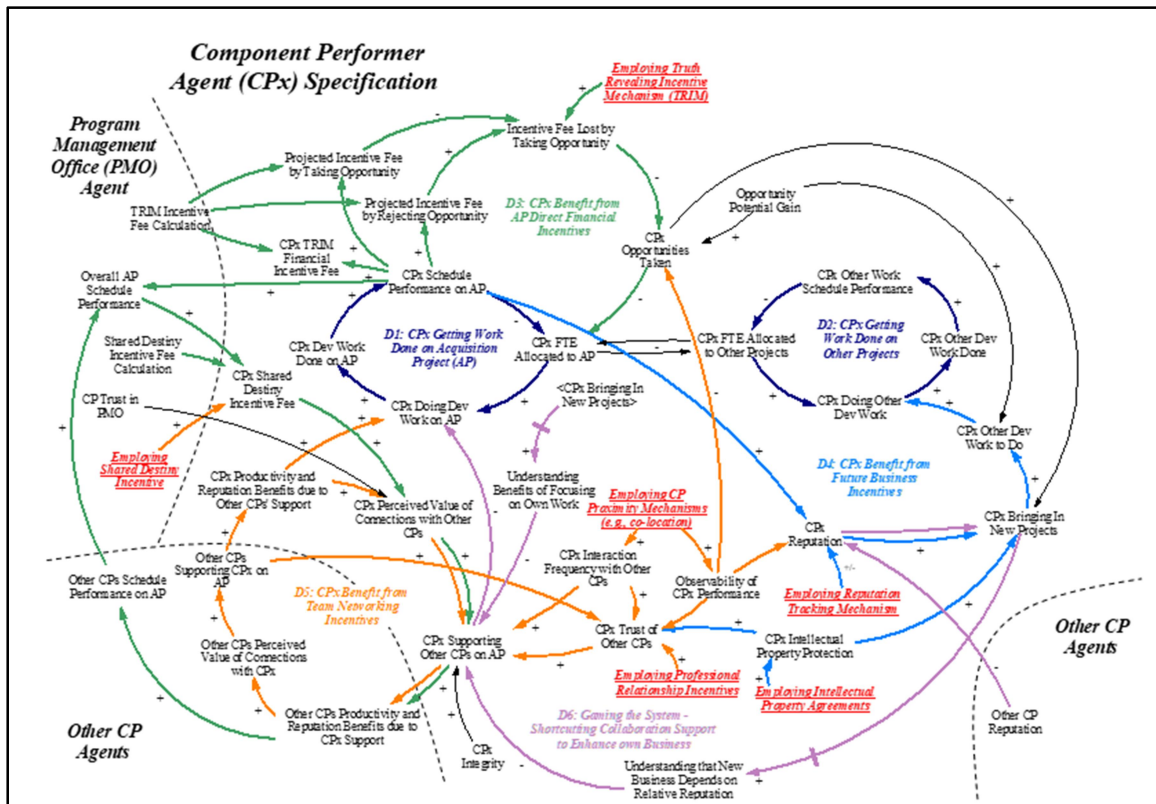 Component Performer
Agent (CPx) Specification
Employing Truth
Revealing Incentive
Mechanism (TRIM)
Program
Management
Office (PMO)
Agent
Incentive Fee Lost by
Taking Opportunity
Projected Incentive Fee
by Taking Opportunity
TRIM Incentive
Fee Calculation
Projected Incentive Fee
by Rejecting Opportunity
D3: CPx Benefit from
AP Direct Financial
Incentives
Opportunity
Potential Gain
CPx
Opportunities
Taken
CPx TRIM
Financial
Incentive Fee
CPx Schedule
Performance on AP
Overall AP
Schedule
Performance
CPx Other Work
Schedule Performance
D1: CPx Getting Work
Done on Acquisition
Project (AP)
CPx FTE
Allocated to AP
CPx FTE Allocated
to Other Projects
D2: CPx Getting
Work Done on
Other Projects
CPx Other Dev
Work Done
Shared Destiny
Incentive Fee
Calculation
CPx Dev Work
Done on AP
CPx Shared
Destiny
Incentive Fee
CP Trust in
PMO
CPx Doing Dev
Work on AP
<CPx Bringing In
New Projects>
CPx Doing Other
Dev Work
CPx Other Dev
Work to Do
Employing
Shared Destiny
Incentive
CPx Productivity and
Reputation Benefits due to
Other CPs' Support
Understanding
Benefits of Focusing
on Own Work
D4: CPx Benefit from
Future Business
Incentives
CPx Perceived Value of
Connections with Other
CPs
Employing CP
Proximity Mechanisms
(e.g., co-location)
CPx
Reputation
CPx Bringing In
New Projects
Other CPs
Supporting CPx on
AP
Other CPs Schedule
Performance on AP
CPx Interaction
Frequency with Other
CPs
Observability of
CPx Performance
+/-
Employing Reputation
Tracking Mechanism
D5: CPx Benefit from
Team Networking
Incentives
Other CPs Perceived
Value of Connections
with CPx
CPx Supporting
Other CPs on AP
CPx Trust of
Other CPs
CPx Intellectual
Property Protection
Other CP
Agents
Employing Professional
Relationship Incentives
Employing Intellectual
Property Agreements
Other CP
Agents
Other CPs Productivity and
Reputation Benefits due to
CPx Support
CPx
Integrity
D6: Gaming the System -
Shortcutting Collaboration Support
to Enhance own Business
Other CP
Reputation
Understanding that New
Business Depends on
Relative Reputation